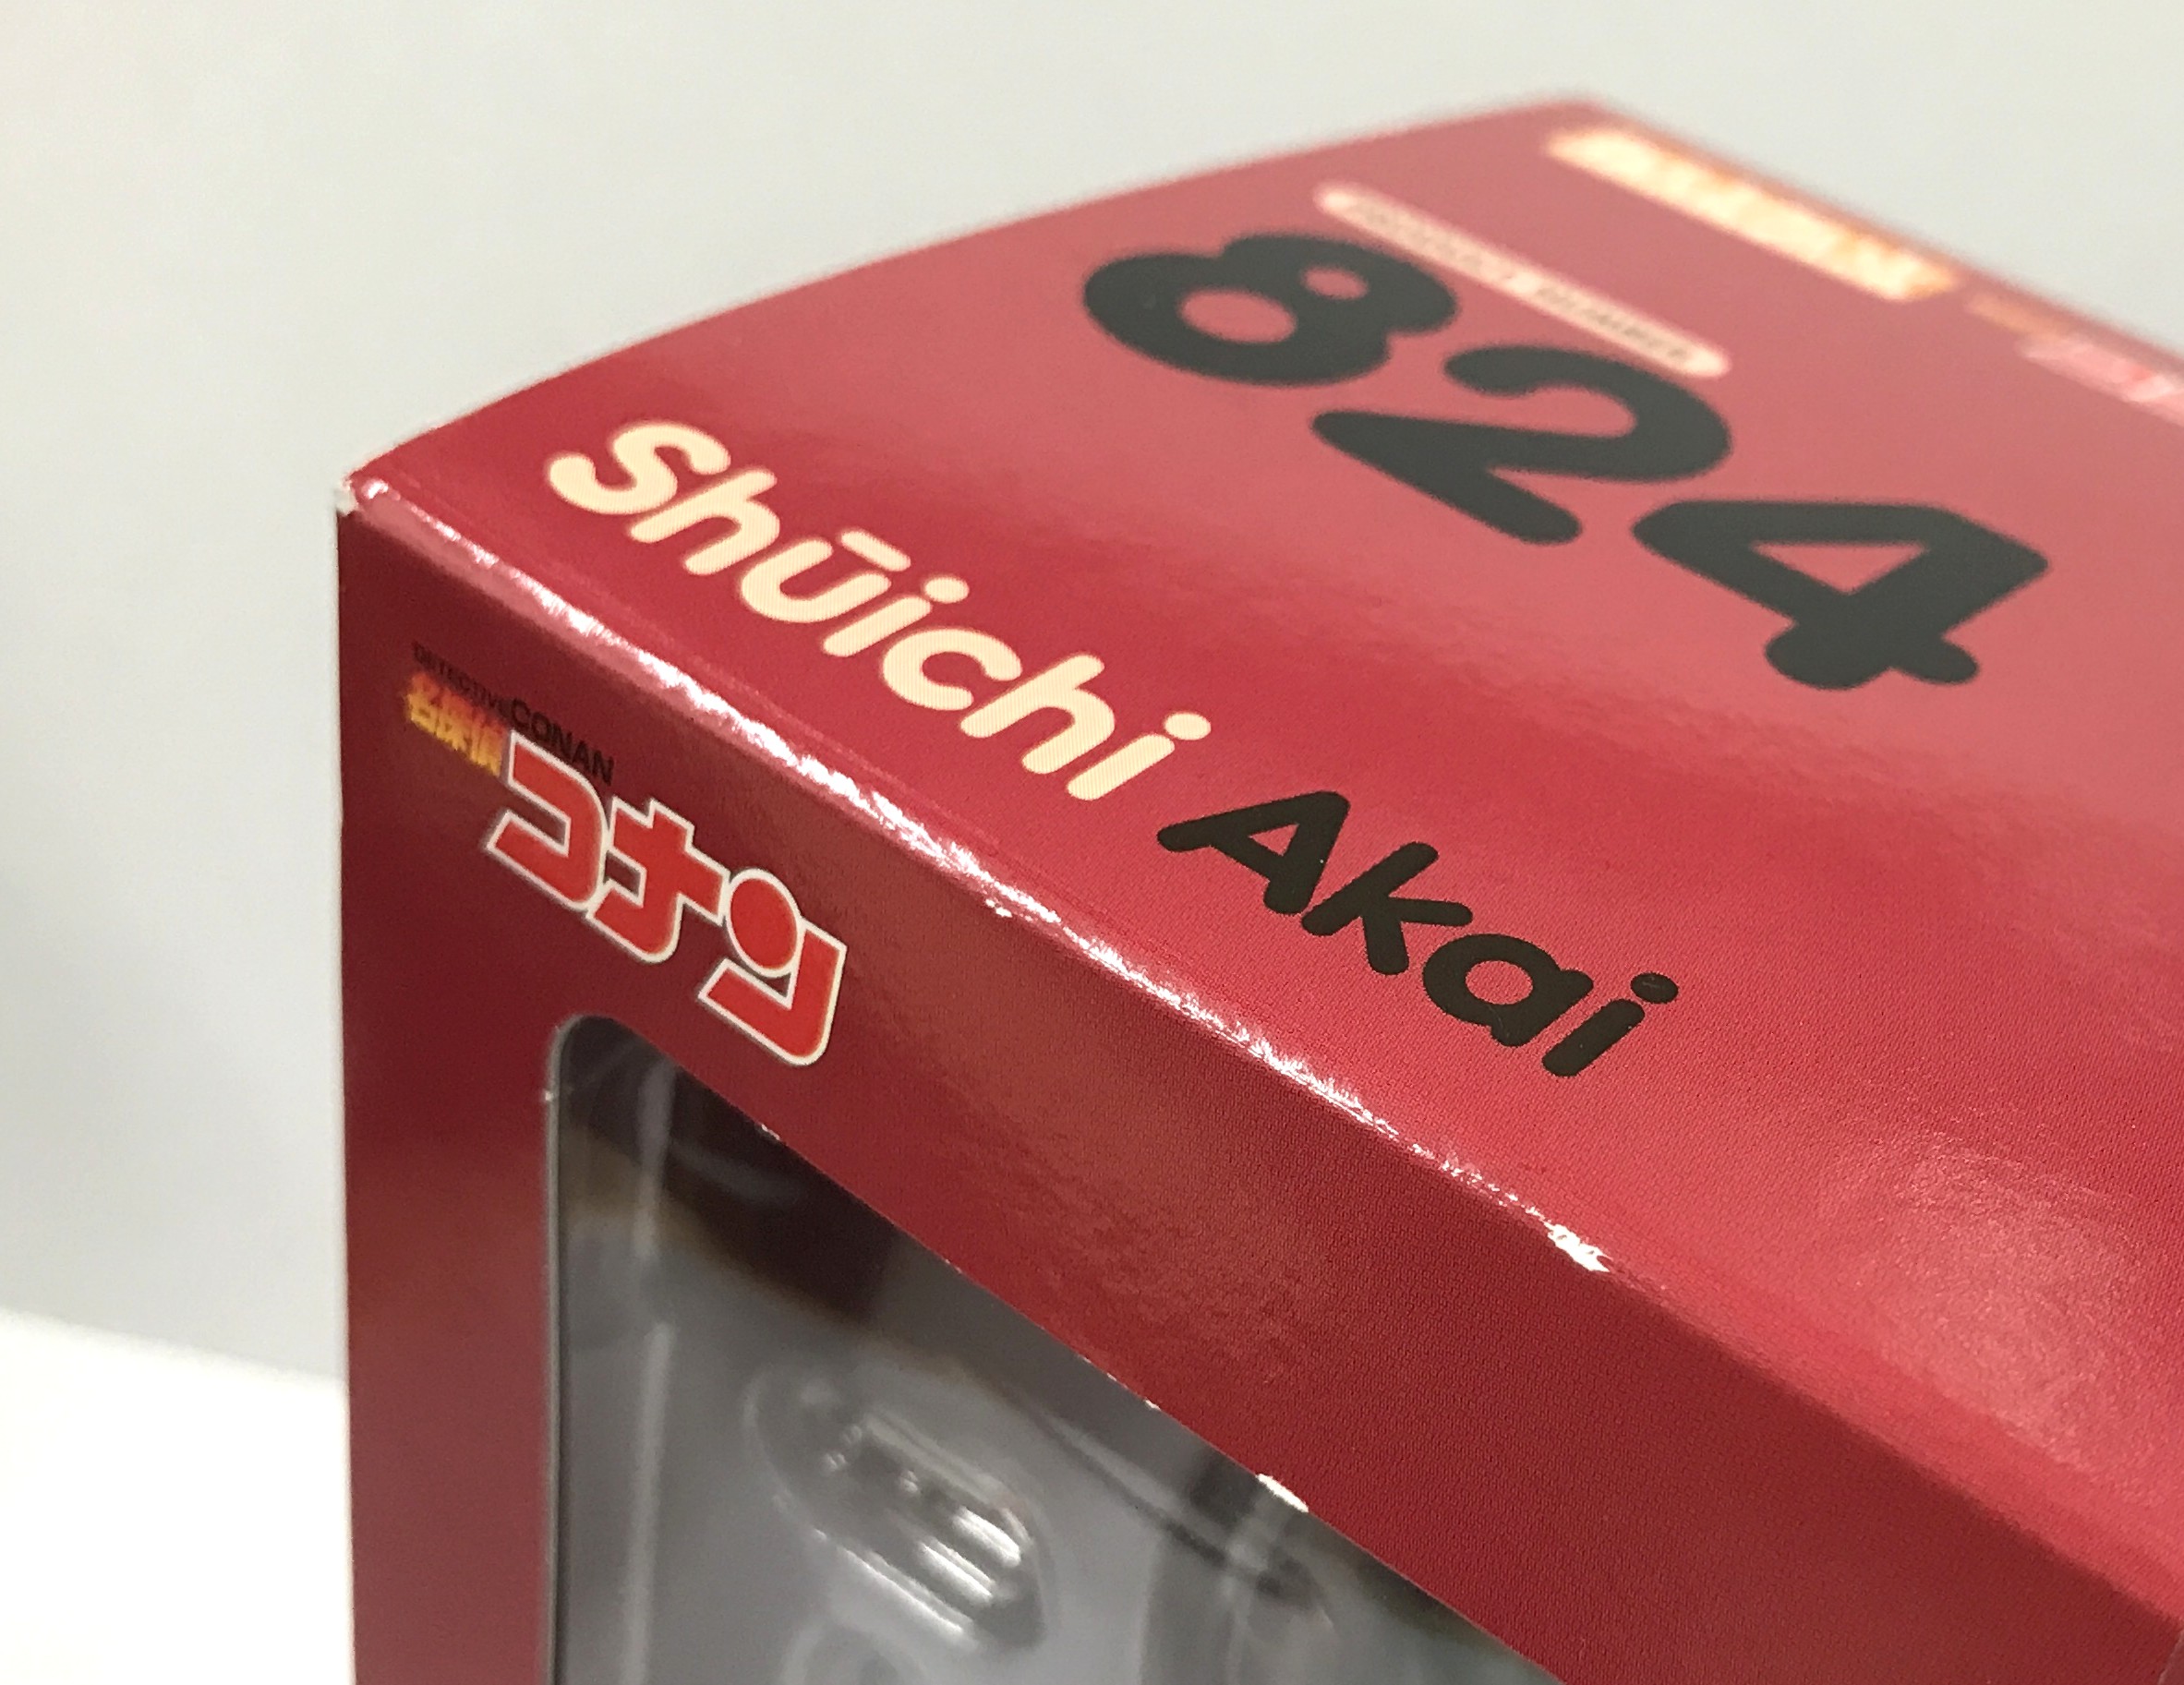 824
Shūichi Akai
DETECTIVE CONAN
名探偵
コナン